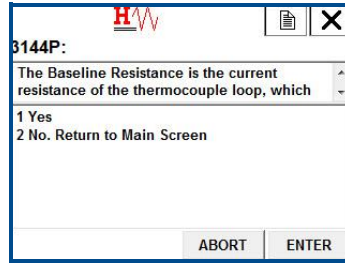 H
3144P:
The Baseline Resistance is the current
resistance of the thermocouple loop, which
1 Yes
2 No. Return to Main Screen
ABORT ENTER